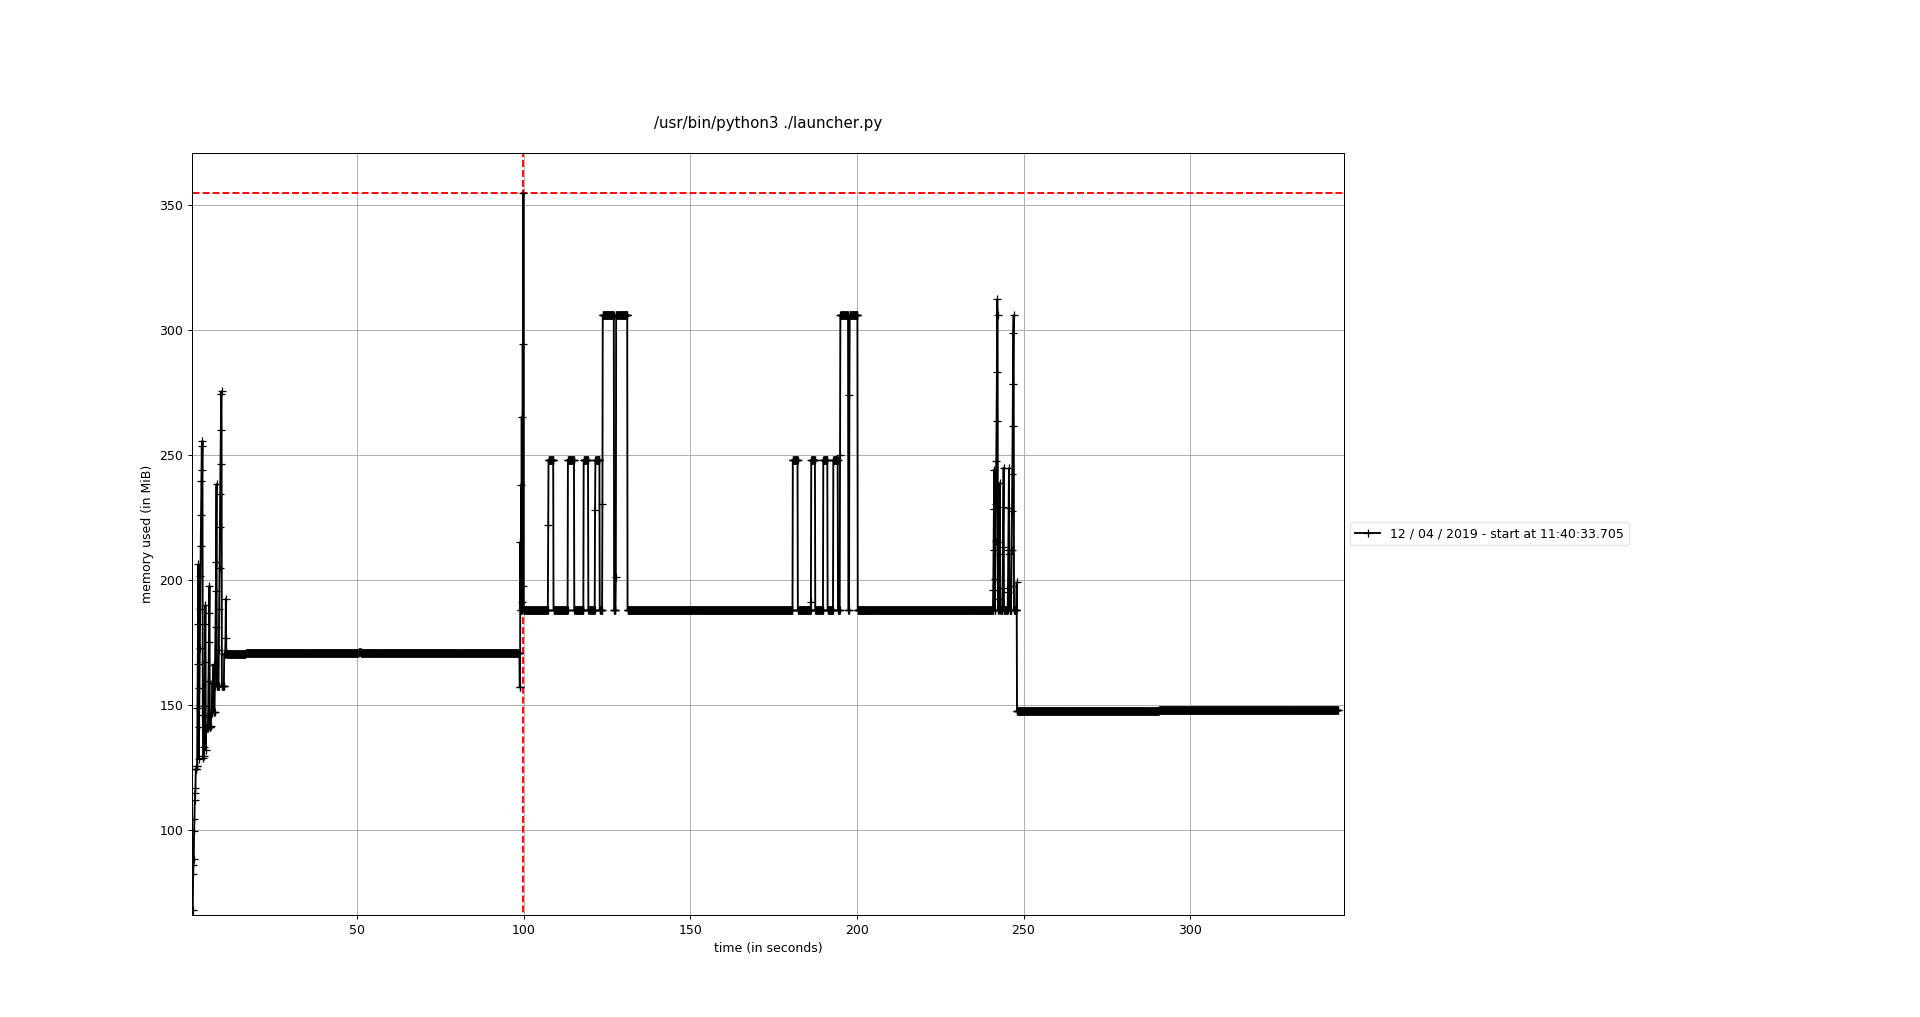 /usr/bin/python3 ./launcher.py
350
300
250
200
150
100
memory used (in MiB)
50 100 150 200 250 300
time (in seconds)
12 / 04 / 2019 - start at 11:40:33.705